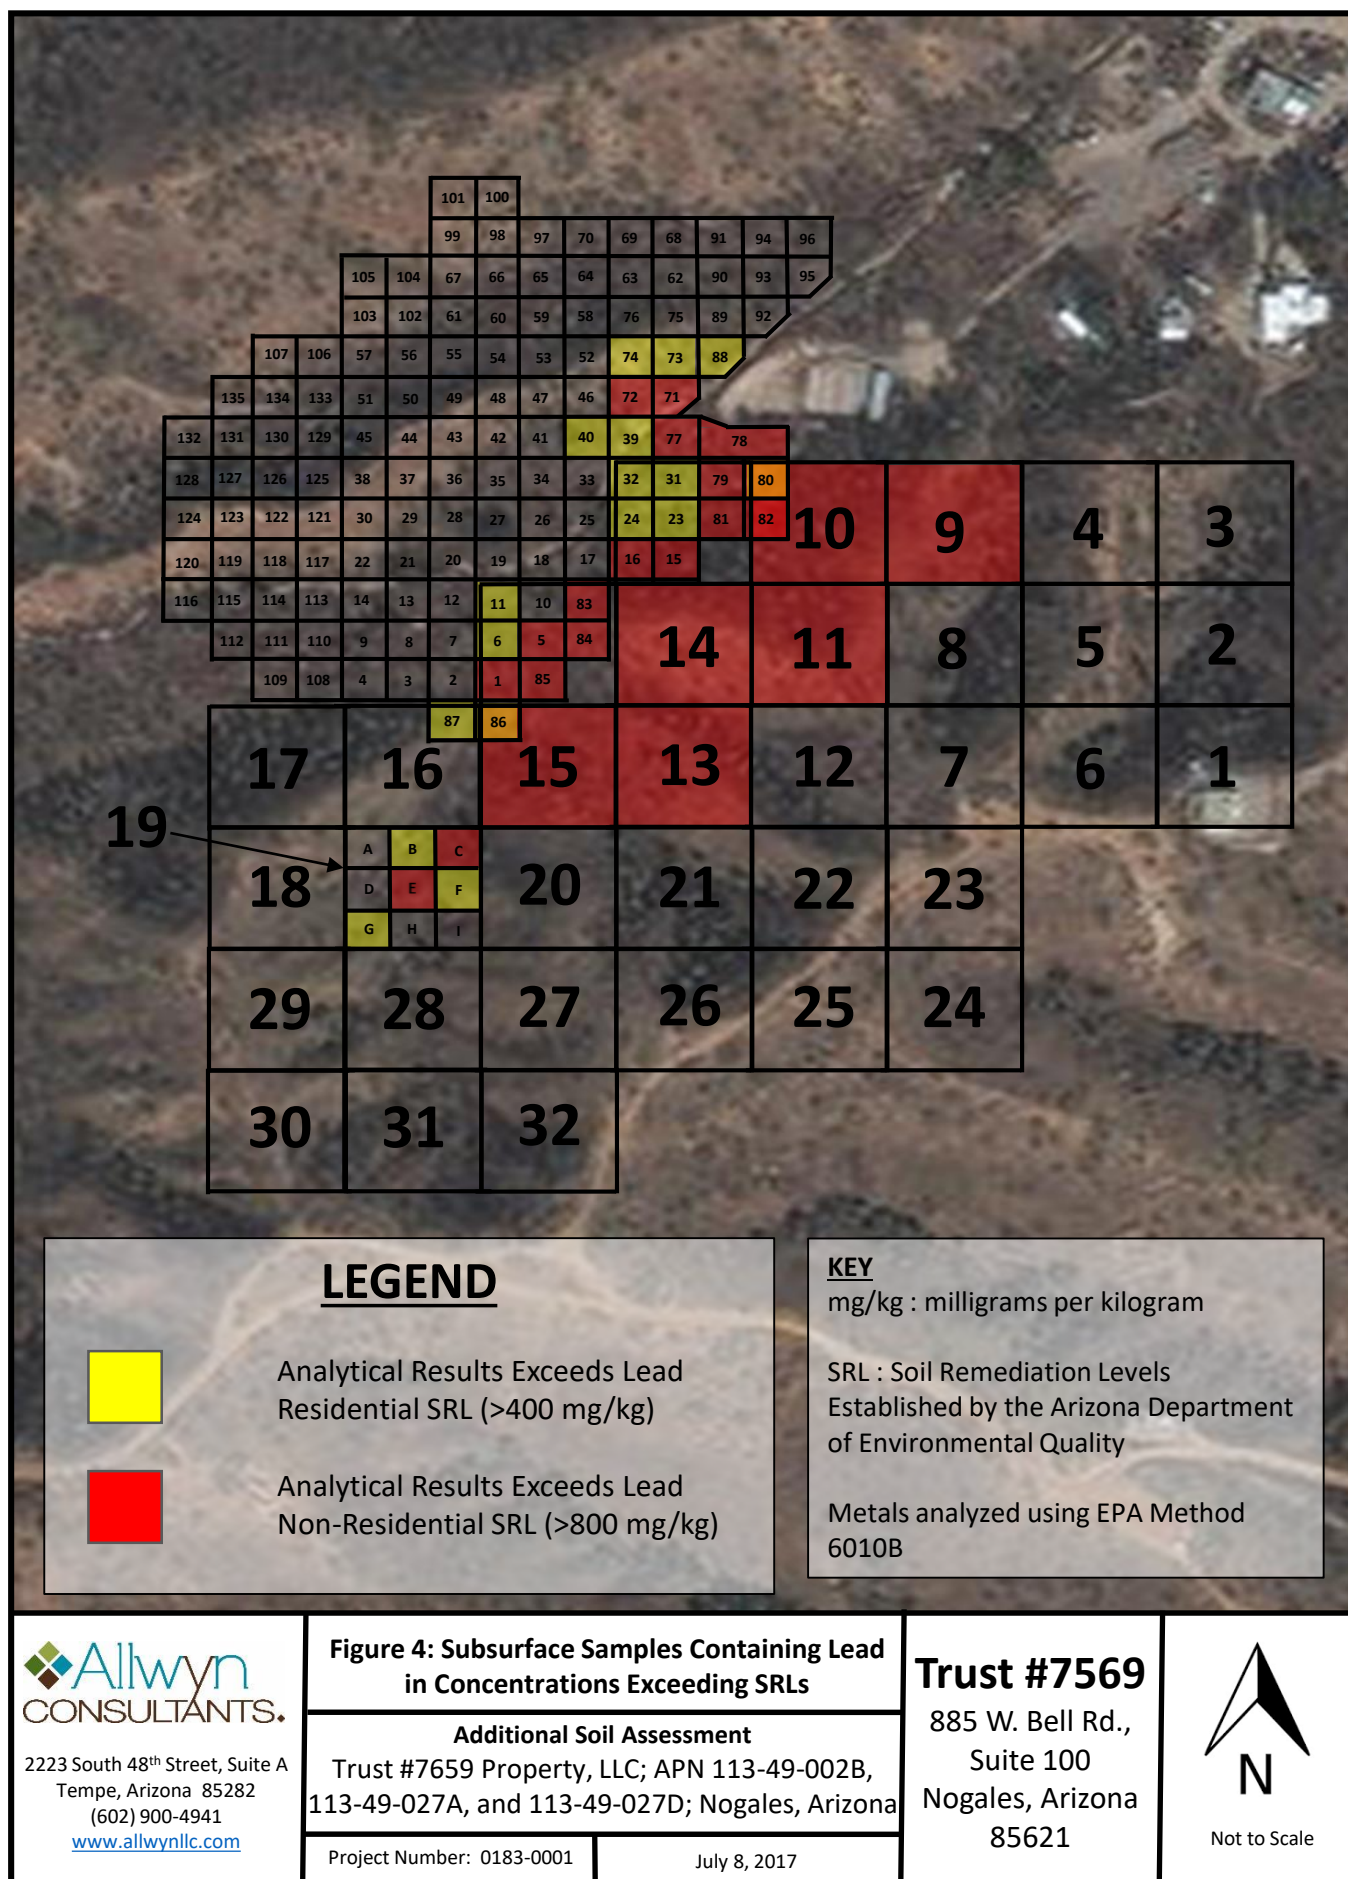 101 100
99 98 97 70 69 68 91 94 96
105 104 67 66 65 64 63 62 90 93 95
103 102 61 60 59 58 76 75 89 92
107 106 57 56 55 54 53 52 74 73 88
135 134 133 51 50 49 48 47 46 72 71
132 131 130 129 45 44 43 42 41 40 39 77 78
128 127 126 125 38 37 36 35 34 33 32 31 79 80
124 123 122 121 30 29 28 27 26 25 24 23 81 82
10 9 4 3
120 119 118 117 22 21 20 19 18 17 16 15
116 115 114 113 14 13 12 11 10 83
112 111 110 9 8 7 6 5 84
14 11 8 5 2
109 108 4 3 2 1 85
87 86
17 16 15 13 12 7 6 1
19
A B C
18 D E F 20 21 22 23
G H I
29 28 27 26 25 24
30 31 32
LEGEND
Analytical Results Exceeds Lead
Residential SRL (>400 mg/kg)
Analytical Results Exceeds Lead
Non-Residential SRL (>800 mg/kg)
KEY
mg/kg : milligrams per kilogram
SRL : Soil Remediation Levels
Established by the Arizona Department
of Environmental Quality
Metals analyzed using EPA Method
6010B
Allwyn
CONSULTANTS.
2223 South 48th Street, Suite A
Tempe, Arizona 85282
(602) 900-4941
www.allwynllc.com
Figure 4: Subsurface Samples Containing Lead
in Concentrations Exceeding SRLs
Additional Soil Assessment
Trust #7659 Property, LLC; APN 113-49-002B,
113-49-027A, and 113-49-027D; Nogales, Arizona
Project Number: 0183-0001
July 8, 2017
Trust #7569
885 W. Bell Rd.,
Suite 100
Nogales, Arizona
85621
N
Not to Scale